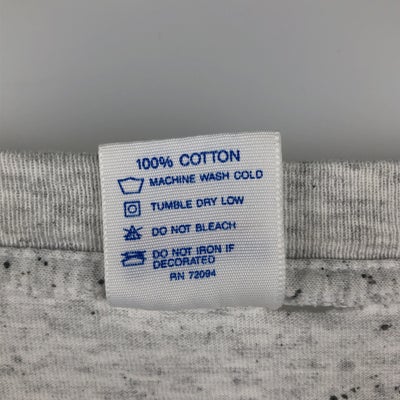 100% COTTON
MACHINE WASH COLD
TUMBLE DRY LOW
DO NOT BLEACH
DO NOT IRON IF
DECORATED
RN 72094